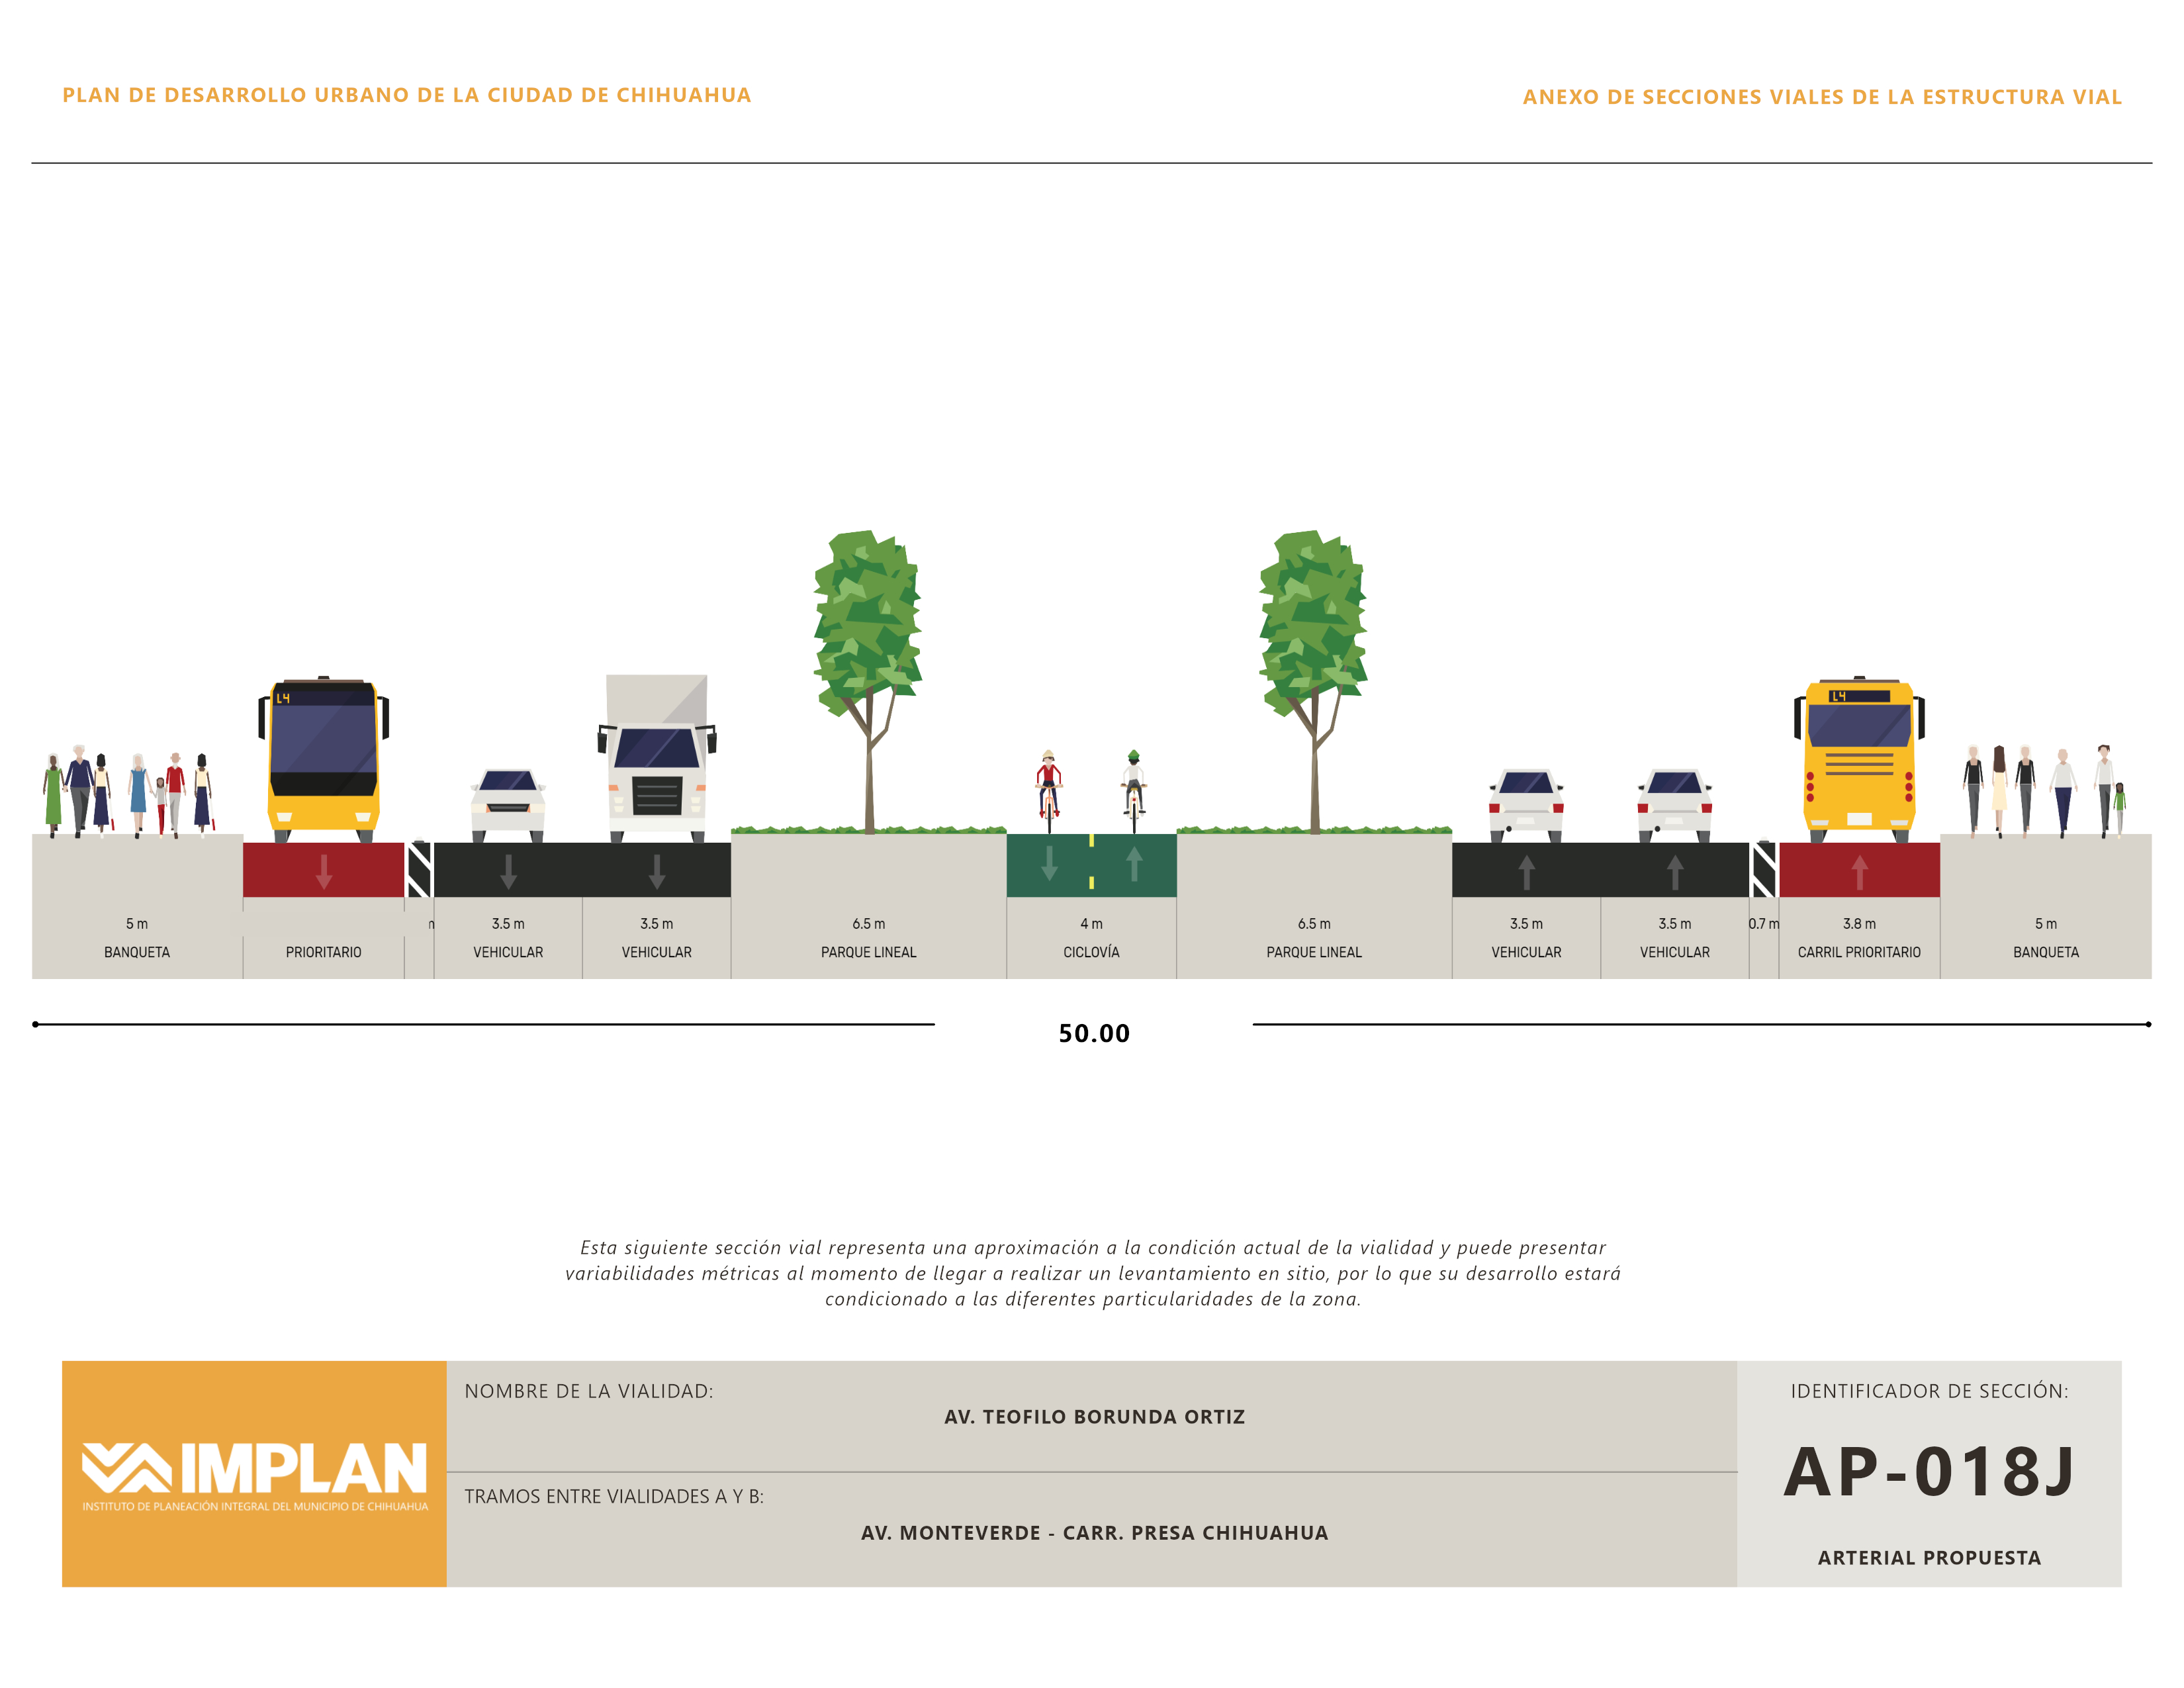 PLAN DE DESARROLLO URBANO DE LA CIUDAD DE CHIHUAHUA
ANEXO DE SECCIONES VIALES DE LA ESTRUCTURA VIAL
L4
L4
5 m
3.5 m
3.5 m
6.5 m
4 m
6.5 m
3.5 m
3.5 m
0.7 m
3.8 m
5 m
BANQUETA
PRIORITARIO
VEHICULAR
VEHICULAR
PARQUE LINEAL
CICLOVÍA
PARQUE LINEAL
VEHICULAR
VEHICULAR
CARRIL PRIORITARIO
BANQUETA
50.00
Esta siguiente sección vial representa una aproximación a la condición actual de la vialidad y puede presentar
variabilidades métricas al momento de llegar a realizar un levantamiento en sitio, por lo que su desarrollo estará
condicionado a las diferentes particularidades de la zona.
IMPLAN
INSTITUTO DE PLANEACIÓN INTEGRAL DEL MUNICIPIO DE CHIHUAHUA
NOMBRE DE LA VIALIDAD:
AV. TEOFILO BORUNDA ORTIZ
TRAMOS ENTRE VIALIDADES A Y B:
AV. MONTEVERDE - CARR. PRESA CHIHUAHUA
IDENTIFICADOR DE SECCIÓN:
AP-018J
ARTERIAL PROPUESTA